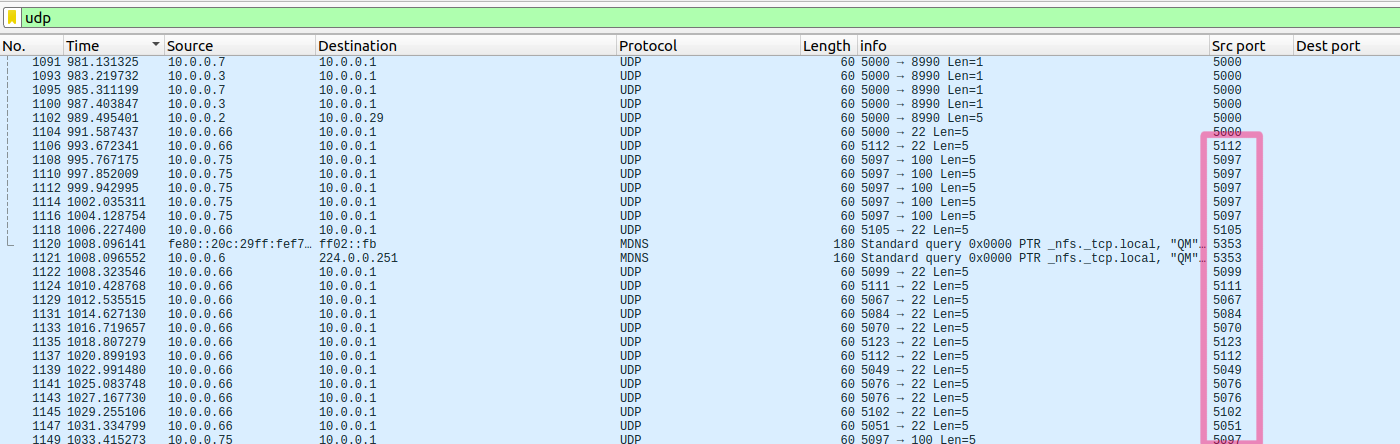 udp
No. Time Source Destination Protocol Length info Src port Dest port
1091 981.131325 10.0.0.7 10.0.0.1 UDP 60 5000 → 8990 Len=1 5000
1093 983.219732 10.0.0.3 10.0.0.1 UDP 60 5000 → 8990 Len=1 5000
1095 985.311199 10.0.0.7 10.0.0.1 UDP 60 5000 → 8990 Len=1 5000
1100 987.403847 10.0.0.3 10.0.0.1 UDP 60 5000 → 8990 Len=1 5000
1102 989.495401 10.0.0.2 10.0.0.29 UDP 60 5000 → 8990 Len=5 5000
1104 991.587437 10.0.0.66 10.0.0.1 UDP 60 5000 → 22 Len=5 5000
1106 993.672341 10.0.0.66 10.0.0.1 UDP 60 5112 → 22 Len=5 5112
1108 995.767175 10.0.0.75 10.0.0.1 UDP 60 5097 → 100 Len=5 5097
1110 997.852009 10.0.0.75 10.0.0.1 UDP 60 5097 → 100 Len=5 5097
1112 999.942995 10.0.0.75 10.0.0.1 UDP 60 5097 → 100 Len=5 5097
1114 1002.035311 10.0.0.75 10.0.0.1 UDP 60 5097 → 100 Len=5 5097
1116 1004.128754 10.0.0.75 10.0.0.1 UDP 60 5097 → 100 Len=5 5097
1118 1006.227400 10.0.0.66 10.0.0.1 UDP 60 5105 → 22 Len=5 5105
1120 1008.096141 fe80::20c:29ff:fef7… ff02::fb MDNS 180 Standard query 0x0000 PTR _nfs._tcp.local, "QM"… 5353
1121 1008.096552 10.0.0.6 224.0.0.251 MDNS 160 Standard query 0x0000 PTR _nfs._tcp.local, "QM"… 5353
1122 1008.323546 10.0.0.66 10.0.0.1 UDP 60 5099 → 22 Len=5 5099
1124 1010.428768 10.0.0.66 10.0.0.1 UDP 60 5111 → 22 Len=5 5111
1129 1012.535515 10.0.0.66 10.0.0.1 UDP 60 5067 → 22 Len=5 5067
1131 1014.627130 10.0.0.66 10.0.0.1 UDP 60 5084 → 22 Len=5 5084
1133 1016.719657 10.0.0.66 10.0.0.1 UDP 60 5070 → 22 Len=5 5070
1135 1018.807279 10.0.0.66 10.0.0.1 UDP 60 5123 → 22 Len=5 5123
1137 1020.899193 10.0.0.66 10.0.0.1 UDP 60 5112 → 22 Len=5 5112
1139 1022.991480 10.0.0.66 10.0.0.1 UDP 60 5049 → 22 Len=5 5049
1141 1025.083748 10.0.0.66 10.0.0.1 UDP 60 5076 → 22 Len=5 5076
1143 1027.167730 10.0.0.66 10.0.0.1 UDP 60 5076 → 22 Len=5 5076
1145 1029.255106 10.0.0.66 10.0.0.1 UDP 60 5102 → 22 Len=5 5102
1147 1031.334799 10.0.0.66 10.0.0.1 UDP 60 5051 → 22 Len=5 5051
1149 1033.415273 10.0.0.75 10.0.0.1 UDP 60 5097 → 100 Len=5 5097